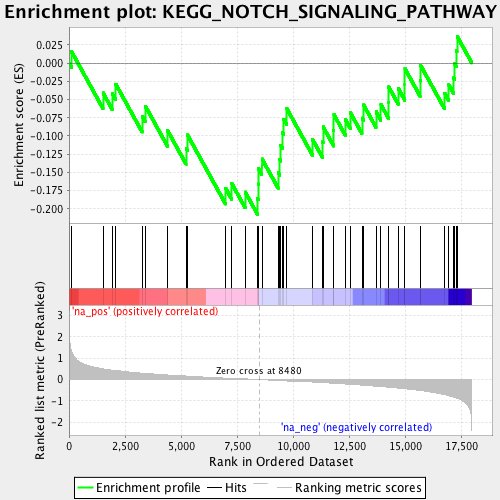 Enrichment plot: KEGG_NOTCH_SIGNALING_PATHWAY
Enrichment score (ES)
0.025
0.000
-0.025
-0.050
-0.075
-0.100
-0.125
-0.150
-0.175
-0.200
'na_pos' (positively correlated)
Ranked list metric (PreRanked)
3
2
1
0
-1
-2
Zero cross at 8480
'na_neg' (negatively correlated)
0
2,500
5,000
7,500
10,000
12,500
15,000
17,500
Rank in Ordered Dataset
Enrichment profile
Hits
Ranking metric scores